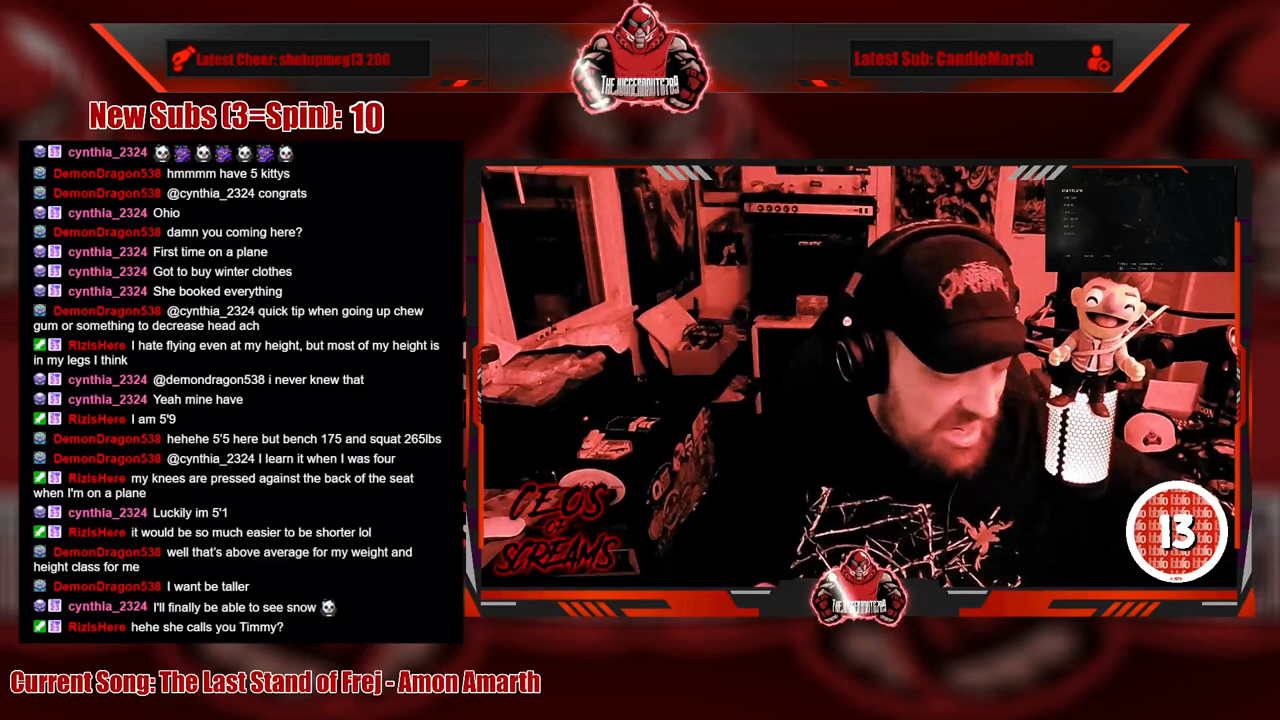 Latest Cheer: shutupmeg13 200
THEJUGGERNAUT6789
Latest Sub: CandieMarsh
New Subs (3=Spin): 10
cynthia_2324
DemonDragon538 hmmmm have 5 kittys
DemonDragon538 @cynthia_2324 congrats
cynthia_2324 Ohio
DemonDragon538 damn you coming here?
cynthia_2324 First time on a plane
cynthia_2324 Got to buy winter clothes
cynthia_2324 She booked everything
DemonDragon538 @cynthia_2324 quick tip when going up chew
gum or something to decrease head ach
RizIsHere I hate flying even at my height, but most of my height is
in my legs I think
cynthia_2324 @demondragon538 i never knew that
cynthia_2324 Yeah mine have
RizIsHere I am 5'9
DemonDragon538 hehehe 5'5 here but bench 175 and squat 265lbs
DemonDragon538 @cynthia_2324 I learn it when I was four
RizIsHere my knees are pressed against the back of the seat
when I'm on a plane
cynthia_2324 Luckily im 5'1
RizIsHere it would be so much easier to be shorter lol
DemonDragon538 well that's above average for my weight and
height class for me
DemonDragon538 I want be taller
cynthia_2324 I'll finally be able to see snow
RizIsHere hehe she calls you Timmy?
CEOS
OF
SCREAMS
13
THEJUGGERNAUT6789
Current Song: The Last Stand of Frej - Amon Amarth